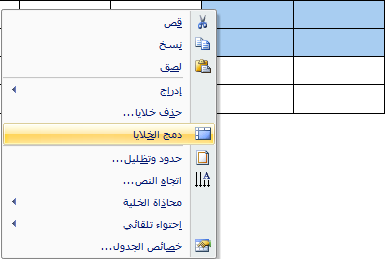 قص
نسخ
لصق
إدراج
حذف خلايا...
دمج الخلايا
حدود وتظليل...
اتجاه النص...
محاذاة الخلية
احتواء تلقائي
خصائص الجدول...